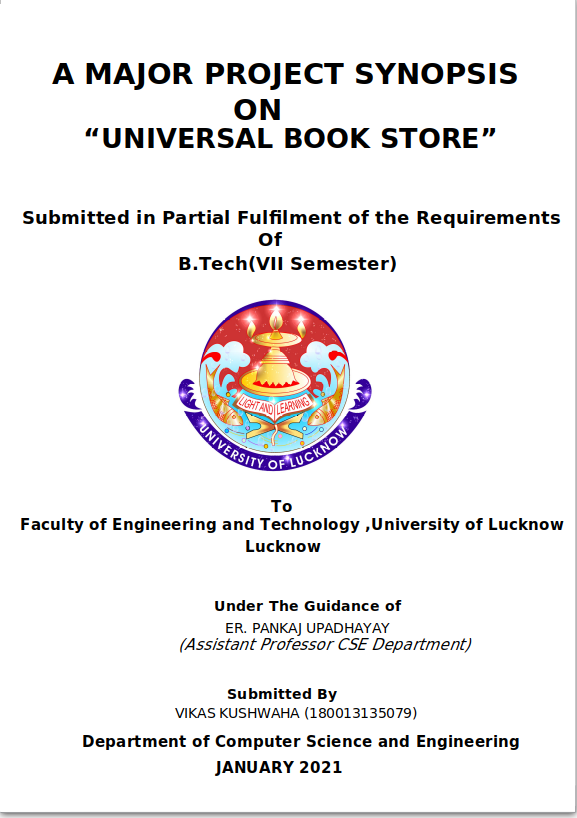 A MAJOR PROJECT SYNOPSIS
ON
“UNIVERSAL BOOK STORE”
Submitted in Partial Fulfilment of the Requirements
Of
B.Tech(VII Semester)
LIGHT AND LEARNING
UNIVERSITY OF LUCKNOW
To
Faculty of Engineering and Technology ,University of Lucknow
Lucknow
Under The Guidance of
ER. PANKAJ UPADHAYAY
(Assistant Professor CSE Department)
Submitted By
VIKAS KUSHWAHA (180013135079)
Department of Computer Science and Engineering
JANUARY 2021